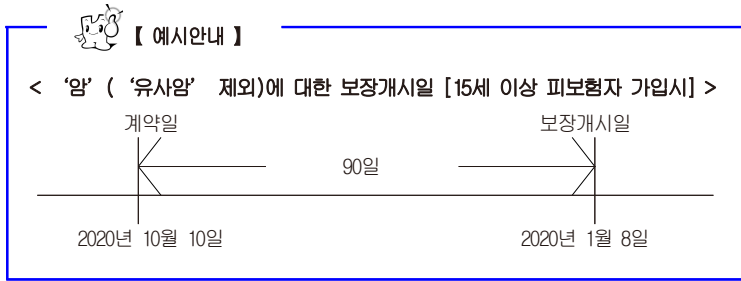 【 예시안내 】
< ‘암’ ( ‘유사암’ 제외)에 대한 보장개시일 [15세 이상 피보험자 가입시] >
계약일 보장개시일
90일
2020년 10월 10일 2020년 1월 8일